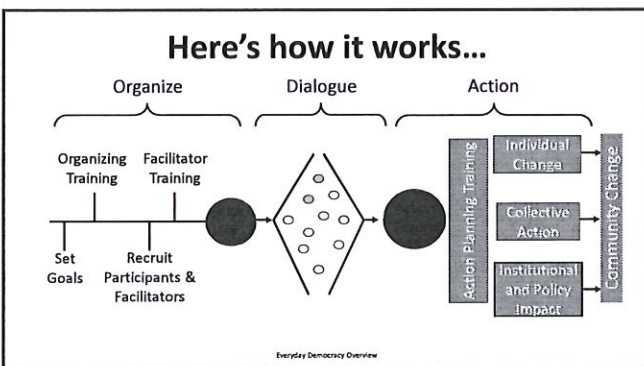 Here's how it works...
Organize
Dialogue
Action
Organizing
Training
Facilitator
Training
Set
Goals
Recruit
Participants &
Facilitators
Action Planning Training
Individual
Change
Collective
Action
Institutional
and Policy
Impact
Community Change
Everyday Democracy Overview